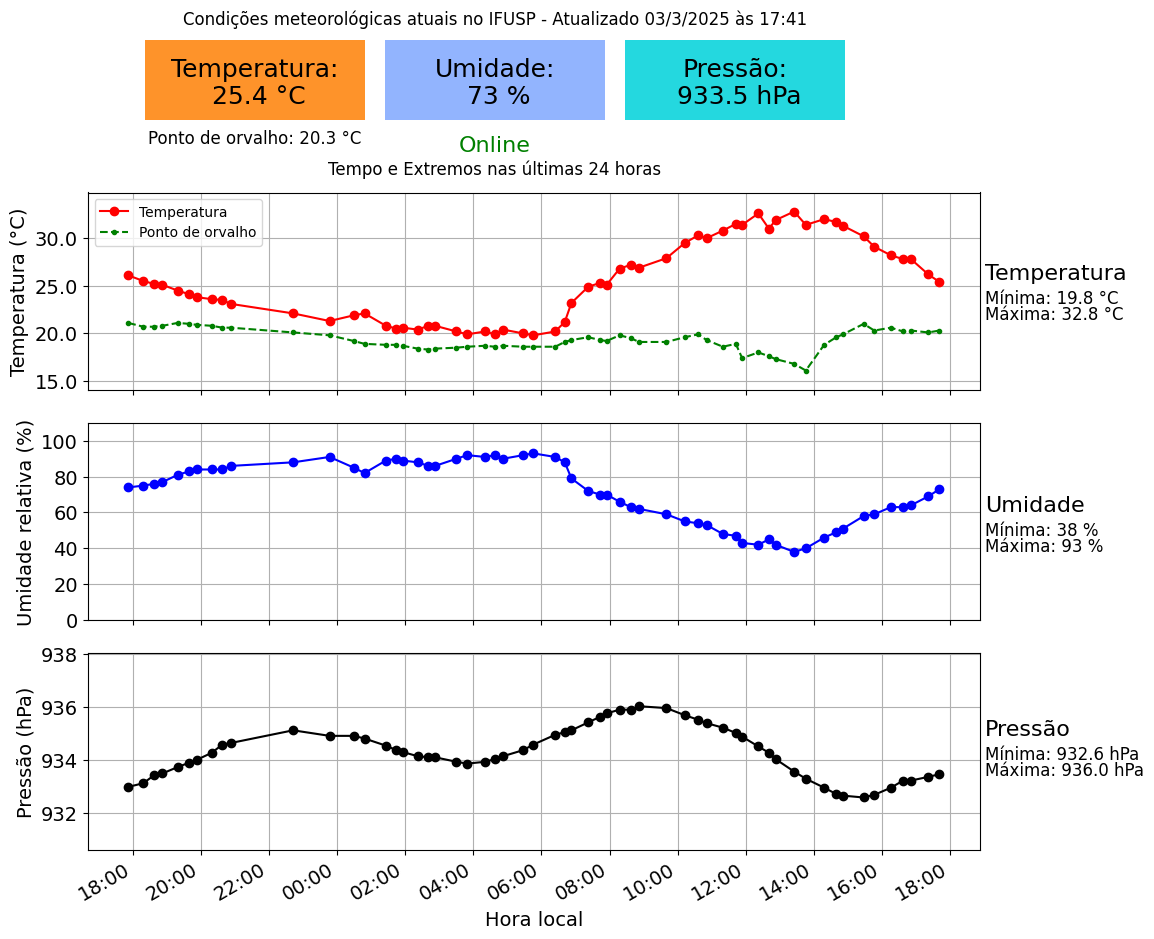 Condições meteorológicas atuais no IFUSP - Atualizado 03/3/2025 às 17:41
Temperatura:
25.4 °C
Umidade:
73 %
Pressão:
933.5 hPa
Ponto de orvalho: 20.3 °C
Online
Tempo e Extremos nas últimas 24 horas
Temperatura (°C)
30.0
25.0
20.0
15.0
Temperatura
Ponto de orvalho
Temperatura
Mínima: 19.8 °C
Máxima: 32.8 °C
Umidade relativa (%)
100
80
60
40
20
0
Umidade
Mínima: 38 %
Máxima: 93 %
Pressão (hPa)
938
936
934
932
Pressão
Mínima: 932.6 hPa
Máxima: 936.0 hPa
18:00 20:00 22:00 00:00 02:00 04:00 06:00 08:00 10:00 12:00 14:00 16:00 18:00
Hora local